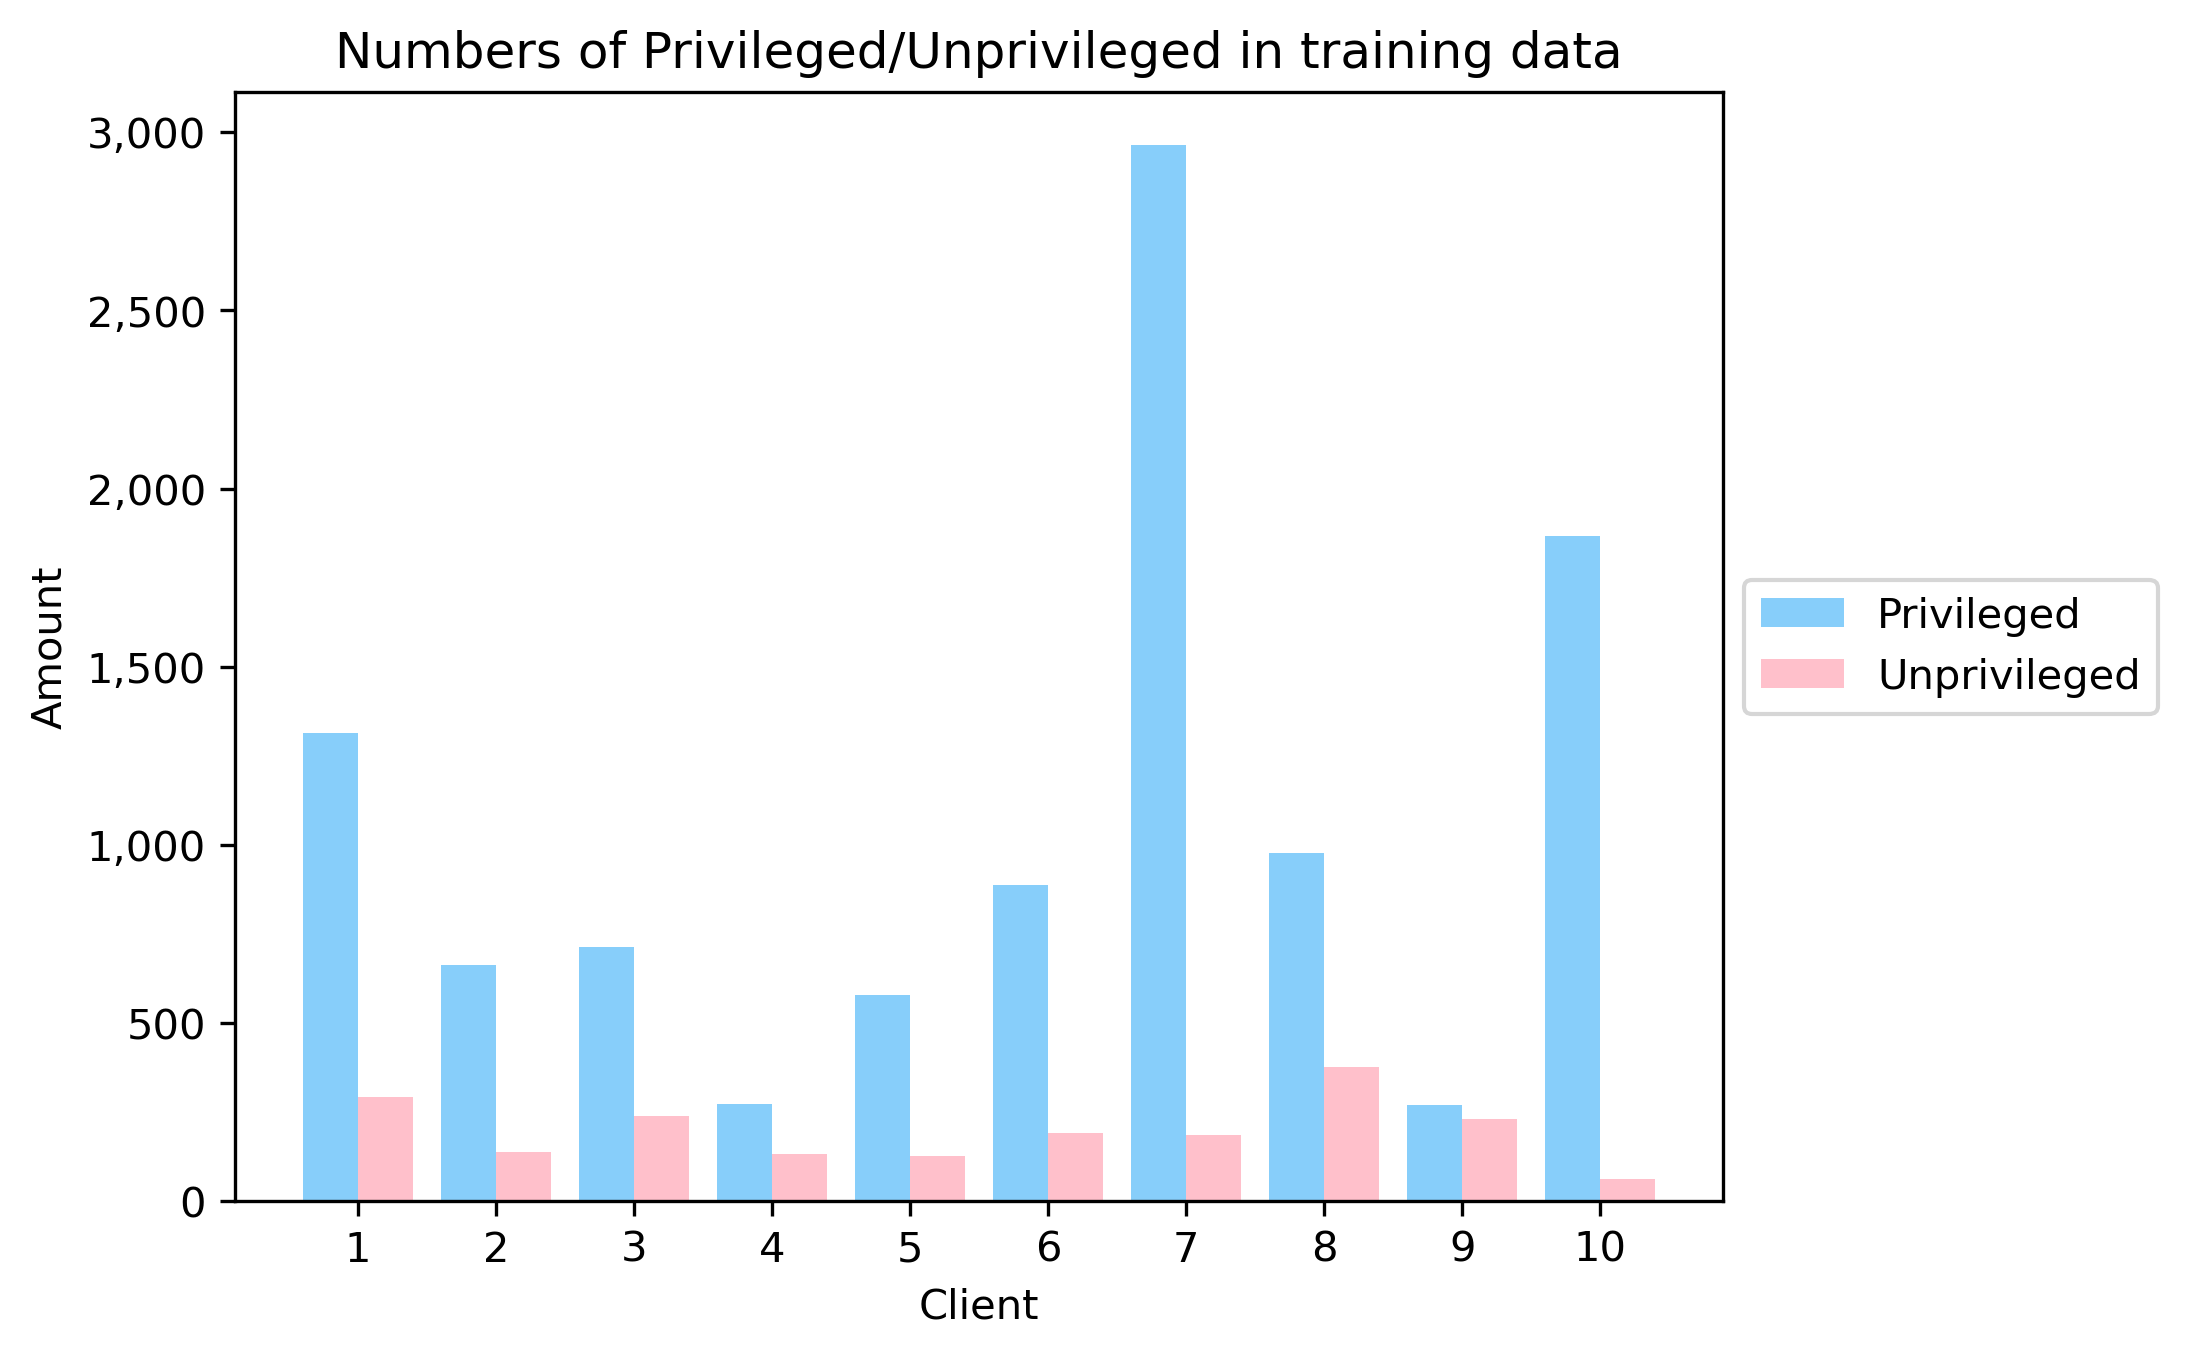 Numbers of Privileged/Unprivileged in training data
3,000
2,500
2,000
1,500
1,000
500
0
Amount
1 2 3 4 5 6 7 8 9 10
Client
Privileged
Unprivileged